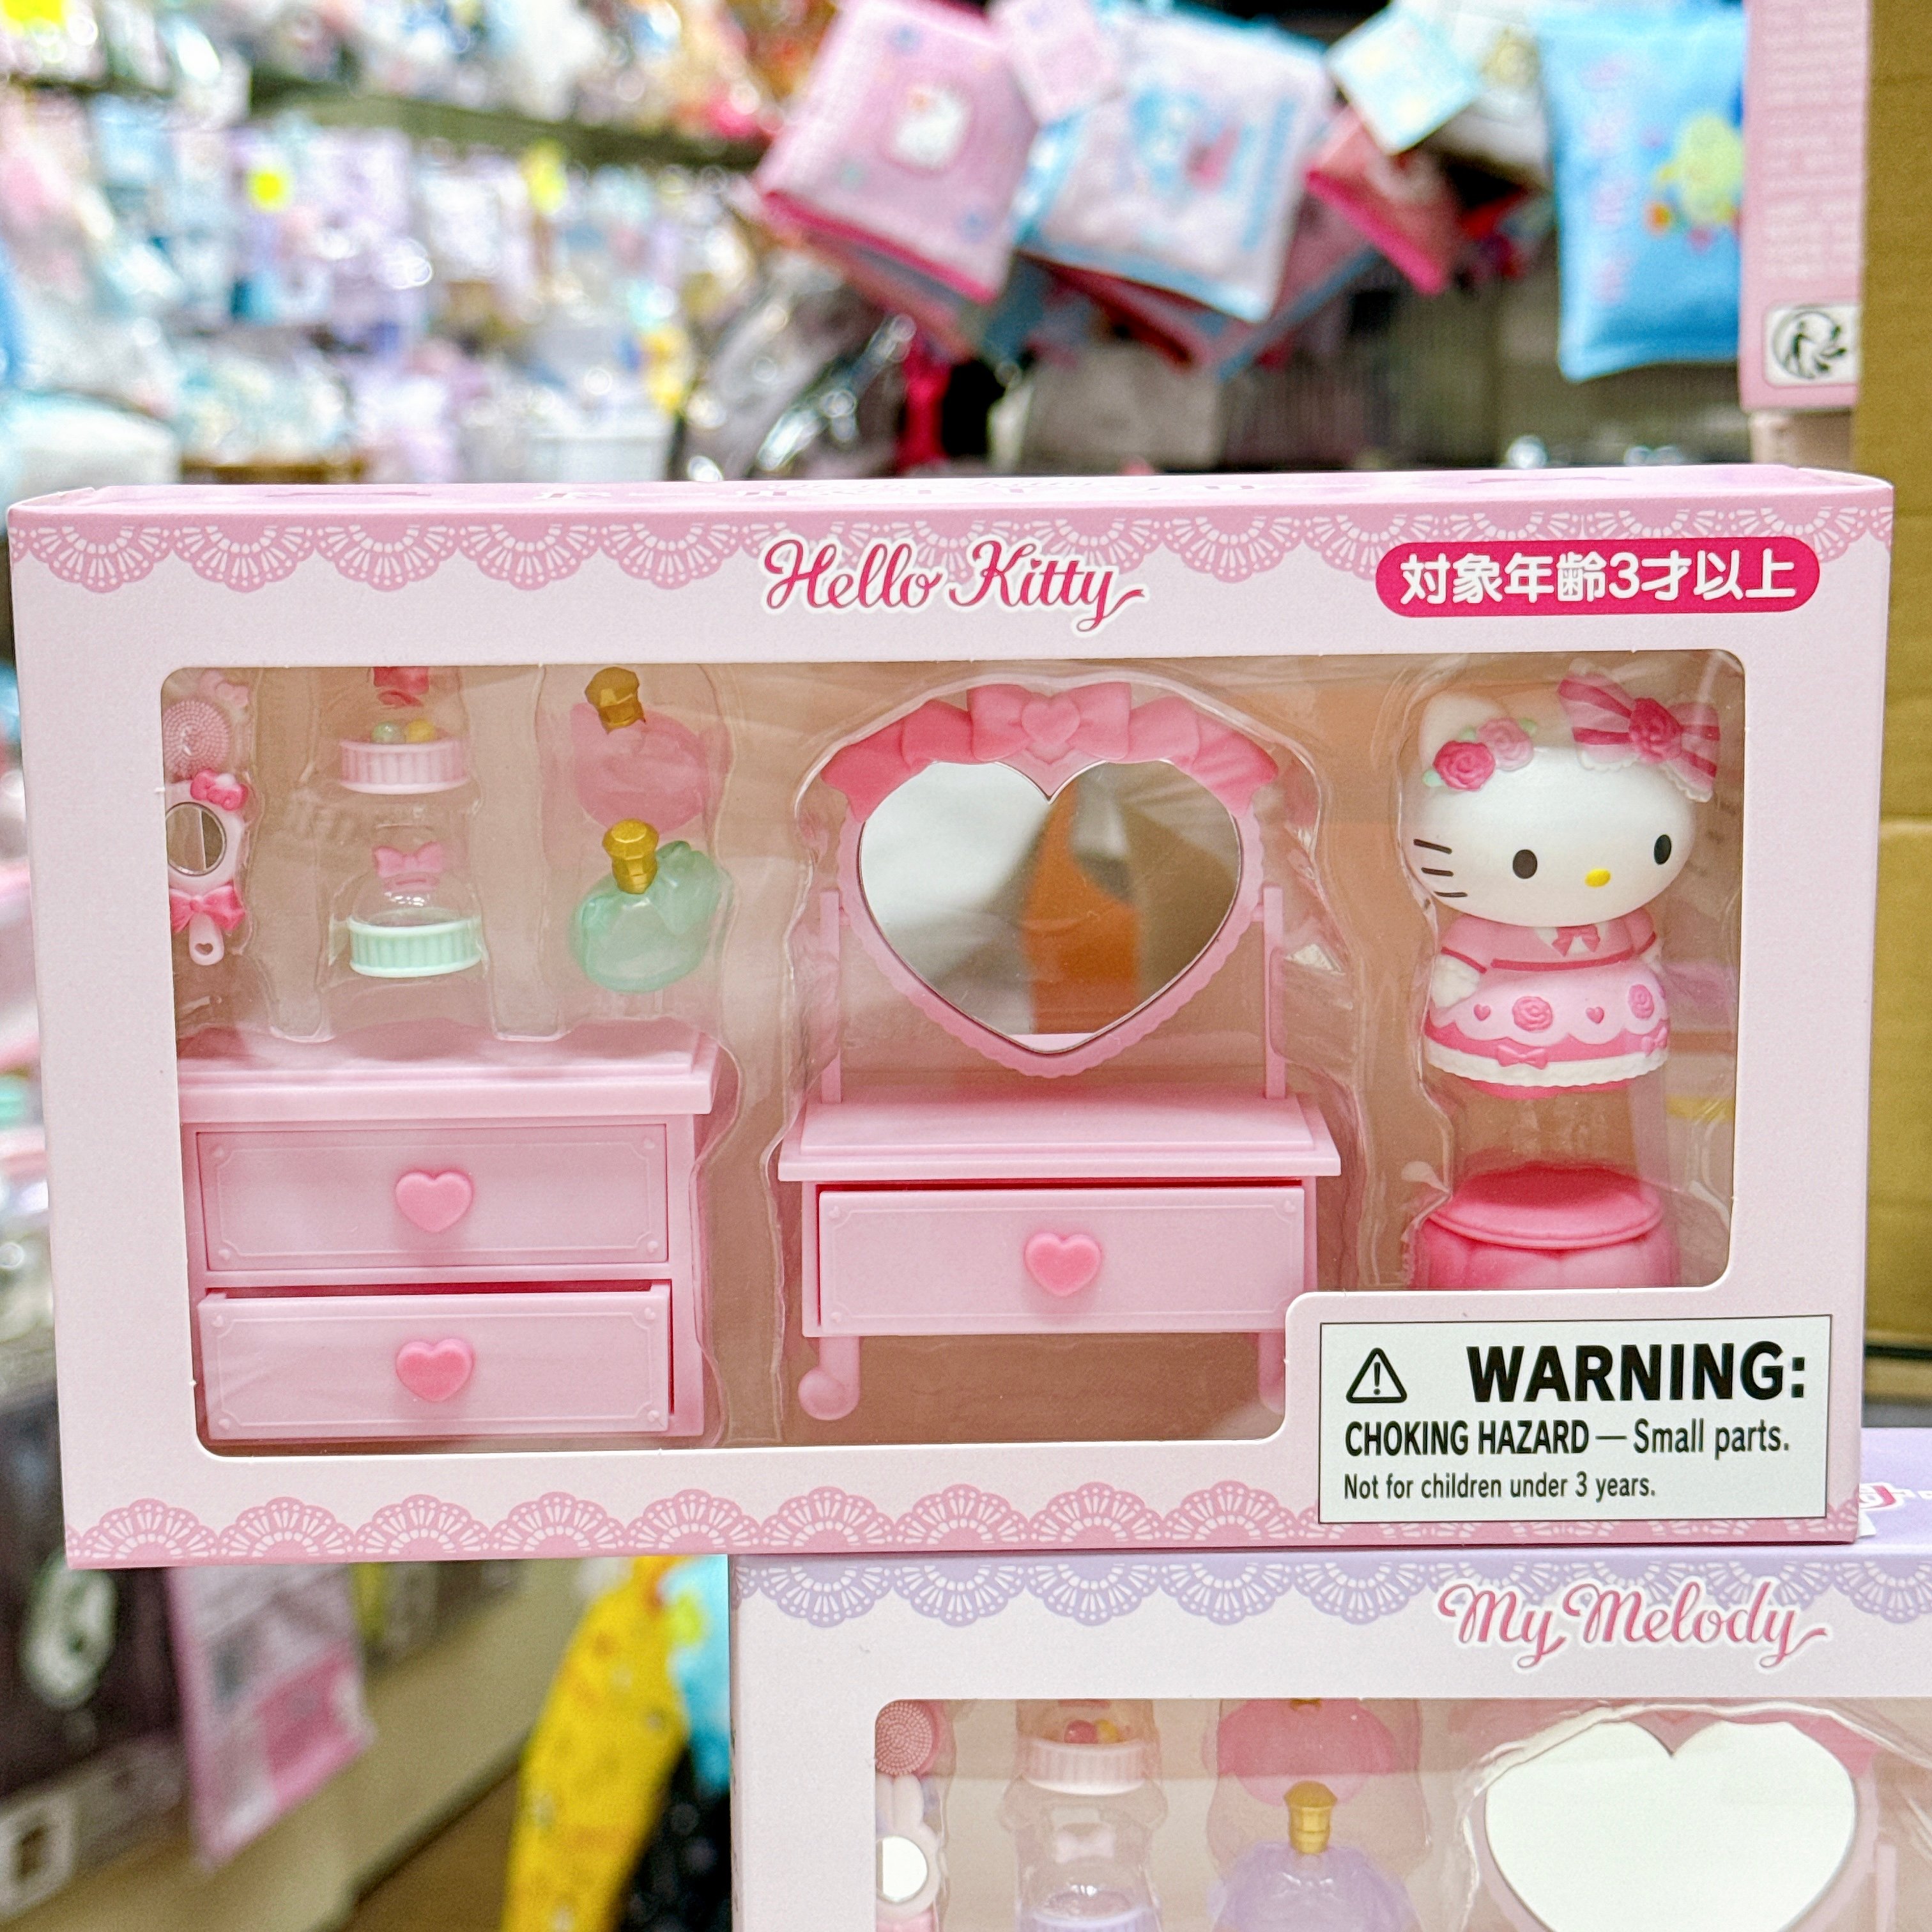 Hello Kitty
対象年齢3才以上
WARNING:
CHOKING HAZARD — Small parts.
Not for children under 3 years.
My Melody